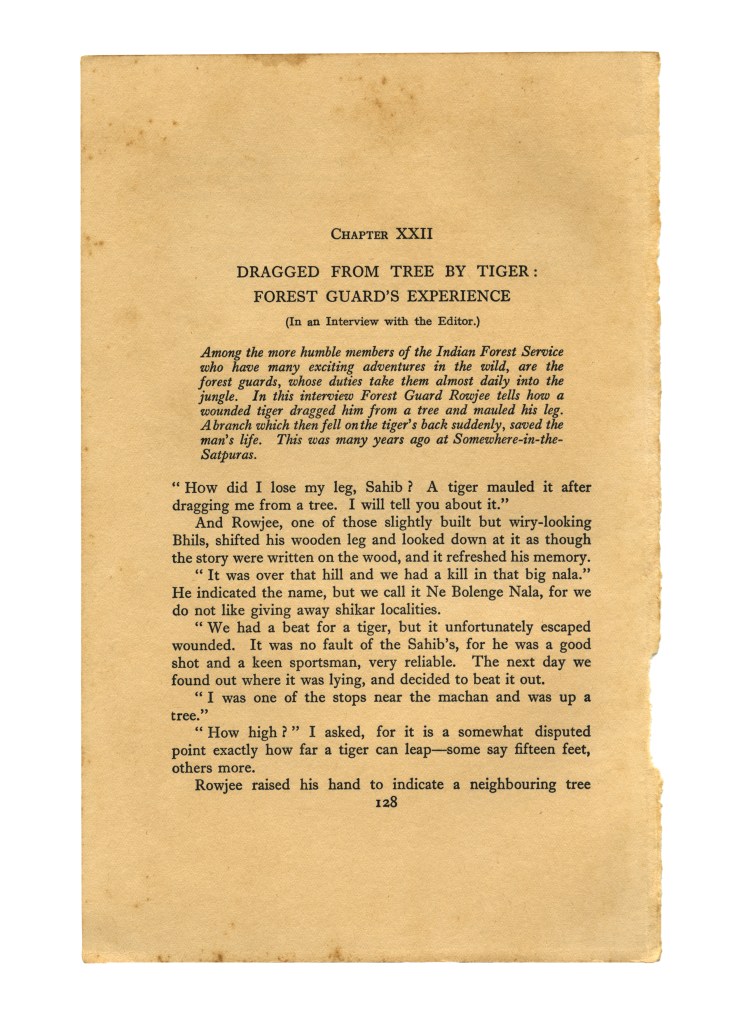 CHAPTER XXII
DRAGGED FROM TREE BY TIGER :
FOREST GUARD'S EXPERIENCE
(In an Interview with the Editor.)
Among the more humble members of the Indian Forest Service
who have many exciting adventures in the wild, are the
forest guards, whose duties take them almost daily into the
jungle. In this interview Forest Guard Rowjee tells how a
wounded tiger dragged him from a tree and mauled his leg.
A branch which then fell on the tiger's back suddenly, saved the
man's life. This was many years ago at Somewhere-in-the-
Satpuras.
" How did I lose my leg, Sahib ? A tiger mauled it after
dragging me from a tree. I will tell you about it."
And Rowjee, one of those slightly built but wiry-looking
Bhils, shifted his wooden leg and looked down at it as though
the story were written on the wood, and it refreshed his memory.
" It was over that hill and we had a kill in that big nala."
He indicated the name, but we call it Ne Bolenge Nala, for we
do not like giving away shikar localities.
" We had a beat for a tiger, but it unfortunately escaped
wounded. It was no fault of the Sahib's, for he was a good
shot and a keen sportsman, very reliable. The next day we
found out where it was lying, and decided to beat it out.
" I was one of the stops near the machan and was up a
tree."
" How high ? " I asked, for it is a somewhat disputed
point exactly how far a tiger can leap—some say fifteen feet,
others more.
Rowjee raised his hand to indicate a neighbouring tree
128